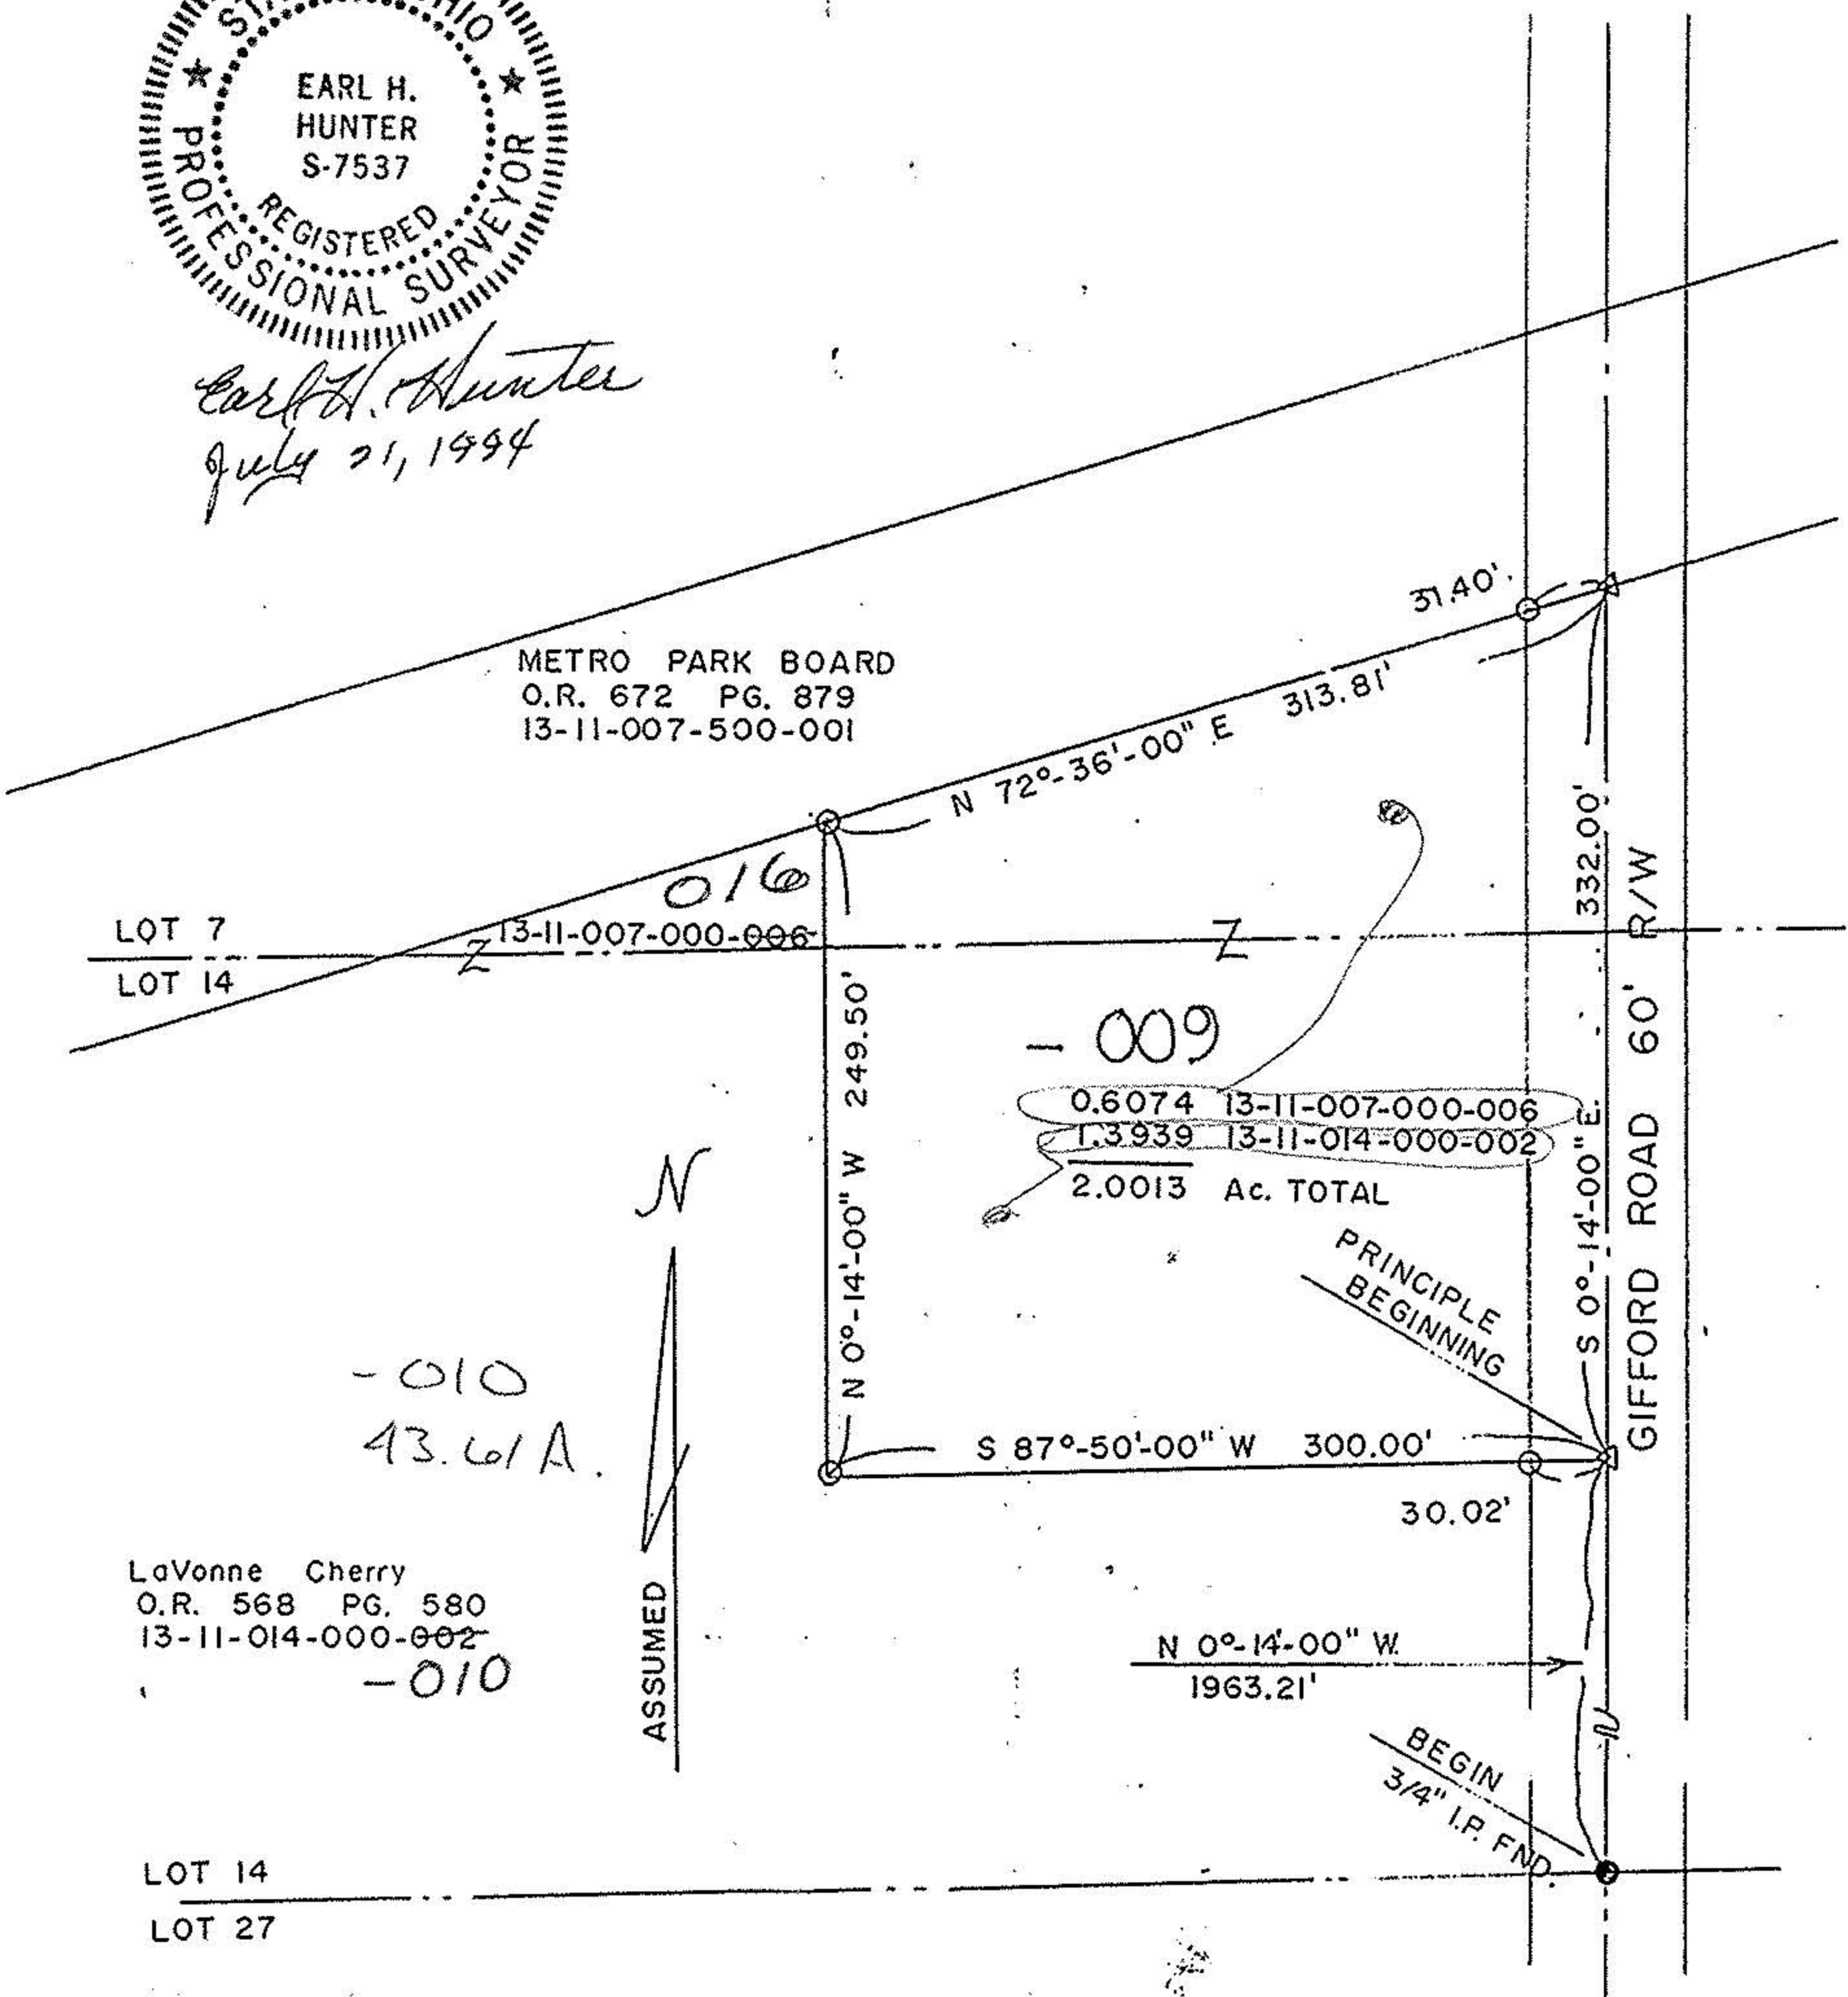 STATE OF OHIO
EARL H.
HUNTER
S-7537
REGISTERED
PROFESSIONAL SURVEYOR
Earl H. Hunter
July 21, 1994
31.40'
METRO PARK BOARD
O.R. 672 PG. 879
13-11-007-500-001
N 72°-36'-00" E 313.81'
332.00'
016
LOT 7
13-11-007-000-006
Z
Z
LOT 14
N 0°-14'-00" W 249.50'
- 009
0.6074 13-11-007-000-006
1.3939 13-11-014-000-002
2.0013 Ac. TOTAL
S 0°-14'-00" E
GIFFORD ROAD 60' R/W
N
PRINCIPLE
BEGINNING
-010
43.61 A.
S 87°-50'-00" W 300.00'
30.02'
LaVonne Cherry
O.R. 568 PG. 580
13-11-014-000-002
-010
ASSUMED
N 0°-14'-00" W
1963.21'
BEGIN
3/4" I.P. FND.
LOT 14
LOT 27